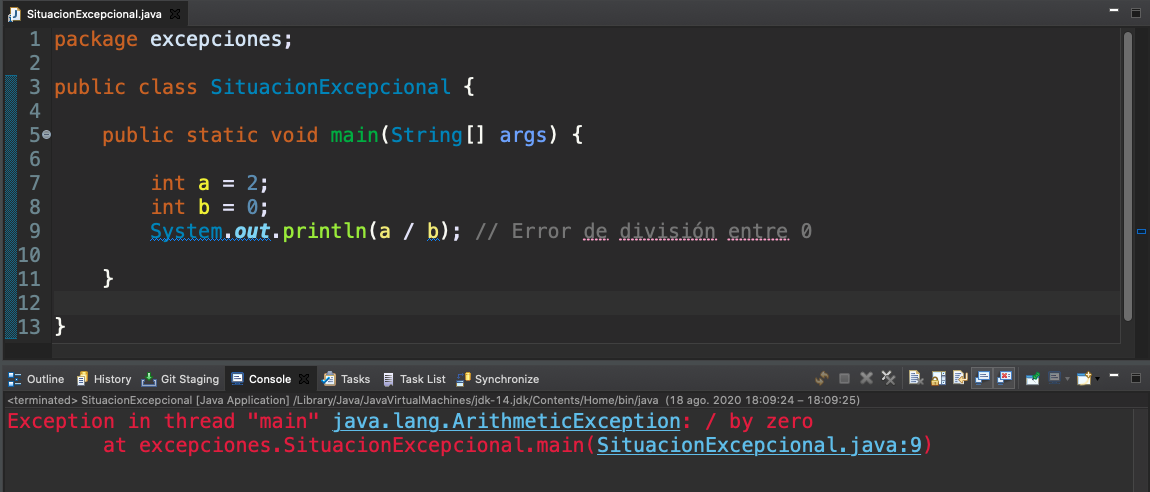 SituacionExcepcional.java
1 package excepciones;
2
3 public class SituacionExcepcional {
4
5 public static void main(String[] args) {
6
7 int a = 2;
8 int b = 0;
9 System.out.println(a / b); // Error de división entre 0
10
11 }
12
13 }
Outline History Git Staging Console Tasks Task List Synchronize
<terminated> SituacionExcepcional [Java Application] /Library/Java/JavaVirtualMachines/jdk-14.jdk/Contents/Home/bin/java (18 ago. 2020 18:09:24 – 18:09:25)
Exception in thread "main" java.lang.ArithmeticException: / by zero
at excepciones.SituacionExcepcional.main(SituacionExcepcional.java:9)